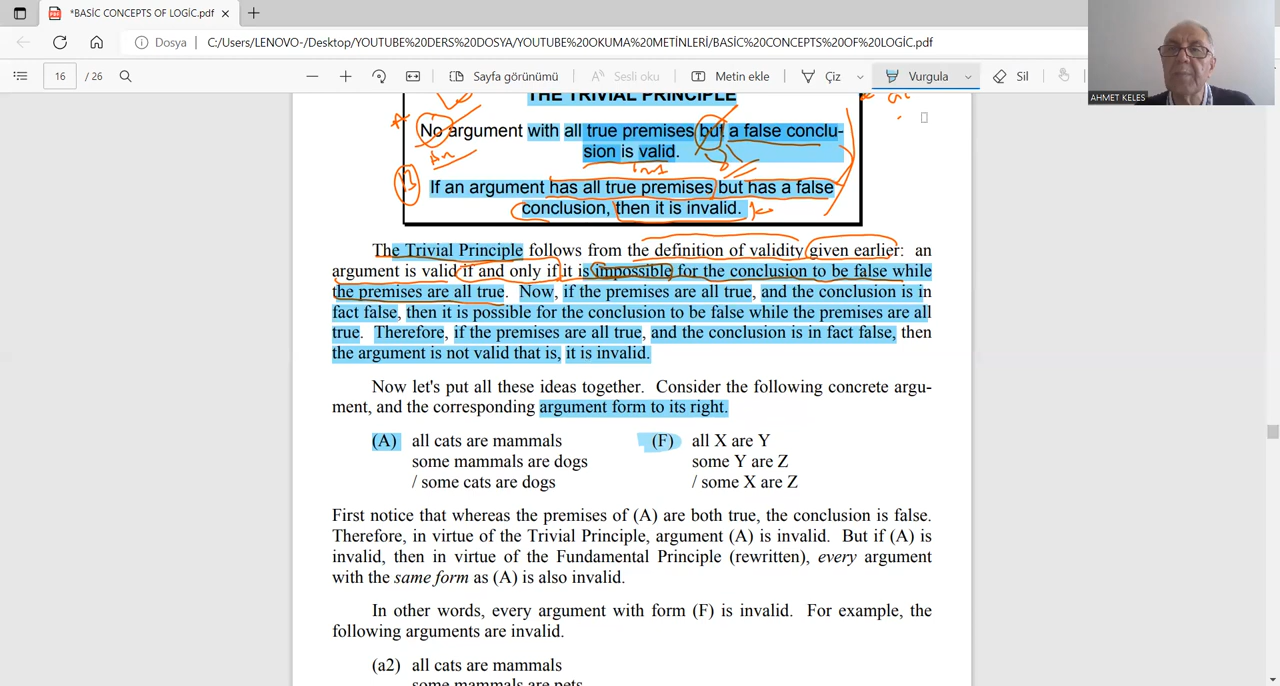 *BASİC CONCEPTS OF LOGİC.pdf
Dosya C:/Users/LENOVO-/Desktop/YOUTUBE%20DERS%20DOSYA/YOUTUBE%20OKUMA%20METİNLERİ/BASİC%20CONCEPTS%20OF%20LOGİC.pdf
16 / 26 Sayfa görünümü Sesli oku Metin ekle Çiz Vurgula Sil
AHMET KELES
THE TRIVIAL PRINCIPLE
No argument with all true premises but a false conclu-
sion is valid.
B
If an argument has all true premises but has a false
conclusion, then it is invalid.
The Trivial Principle follows from the definition of validity given earlier: an
argument is valid if and only if it is impossible for the conclusion to be false while
the premises are all true. Now, if the premises are all true, and the conclusion is in
fact false, then it is possible for the conclusion to be false while the premises are all
true. Therefore, if the premises are all true, and the conclusion is in fact false, then
the argument is not valid that is, it is invalid.
Now let's put all these ideas together. Consider the following concrete argu-
ment, and the corresponding argument form to its right.
(A) all cats are mammals (F) all X are Y
some mammals are dogs some Y are Z
/ some cats are dogs / some X are Z
First notice that whereas the premises of (A) are both true, the conclusion is false.
Therefore, in virtue of the Trivial Principle, argument (A) is invalid. But if (A) is
invalid, then in virtue of the Fundamental Principle (rewritten), every argument
with the same form as (A) is also invalid.
In other words, every argument with form (F) is invalid. For example, the
following arguments are invalid.
(a2) all cats are mammals
some mammals are pets